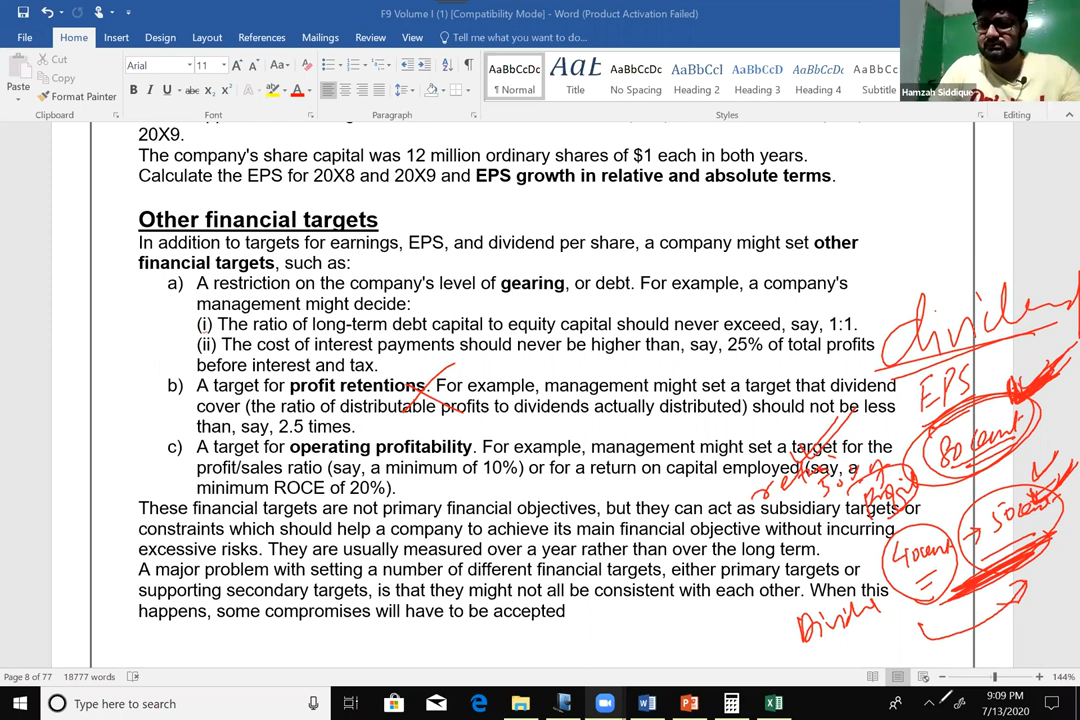 F9 Volume I (1) [Compatibility Mode] - Word (Product Activation Failed)
File Home Insert Design Layout References Mailings Review View Tell me what you want to do...
Cut
Copy
Format Painter
Paste
Arial 11
AaBbCcDc AaB AaBbCcDc AaBbCcl AaBbCcD AaBbCcD AaBbCc
¶ Normal Title No Spacing Heading 2 Heading 3 Heading 4 Subtitle
Hamzah Siddique
Clipboard Font Paragraph Styles Editing
20X9.
The company's share capital was 12 million ordinary shares of $1 each in both years.
Calculate the EPS for 20X8 and 20X9 and EPS growth in relative and absolute terms.
Other financial targets
In addition to targets for earnings, EPS, and dividend per share, a company might set other
financial targets, such as:
a) A restriction on the company's level of gearing, or debt. For example, a company's
management might decide:
(i) The ratio of long-term debt capital to equity capital should never exceed, say, 1:1.
(ii) The cost of interest payments should never be higher than, say, 25% of total profits
before interest and tax.
b) A target for profit retentions. For example, management might set a target that dividend
cover (the ratio of distributable profits to dividends actually distributed) should not be less
than, say, 2.5 times.
c) A target for operating profitability. For example, management might set a target for the
profit/sales ratio (say, a minimum of 10%) or for a return on capital employed (say, a
minimum ROCE of 20%).
These financial targets are not primary financial objectives, but they can act as subsidiary targets or
constraints which should help a company to achieve its main financial objective without incurring
excessive risks. They are usually measured over a year rather than over the long term.
A major problem with setting a number of different financial targets, either primary targets or
supporting secondary targets, is that they might not all be consistent with each other. When this
happens, some compromises will have to be accepted
dividend
EPS
80 cent
50 cent
40 cent
Page 8 of 77 18777 words 144%
Type here to search
9:09 PM
7/13/2020